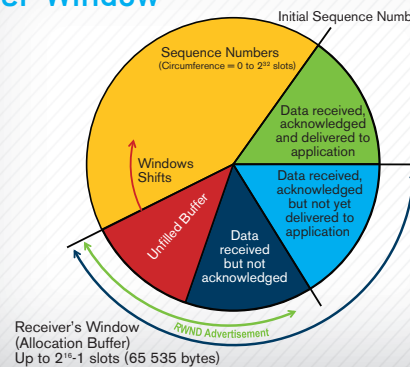 er Window
Initial Sequence Numb
Sequence Numbers
(Circumference = 0 to 2³² slots)
Data received,
acknowledged
and delivered to
application
Windows
Shifts
Data received,
acknowledged
but not yet
delivered to
application
Unfilled Buffer
Data
received
but not
acknowledged
RWND Advertisement
Receiver's Window
(Allocation Buffer)
Up to 2¹⁶-1 slots (65 535 bytes)